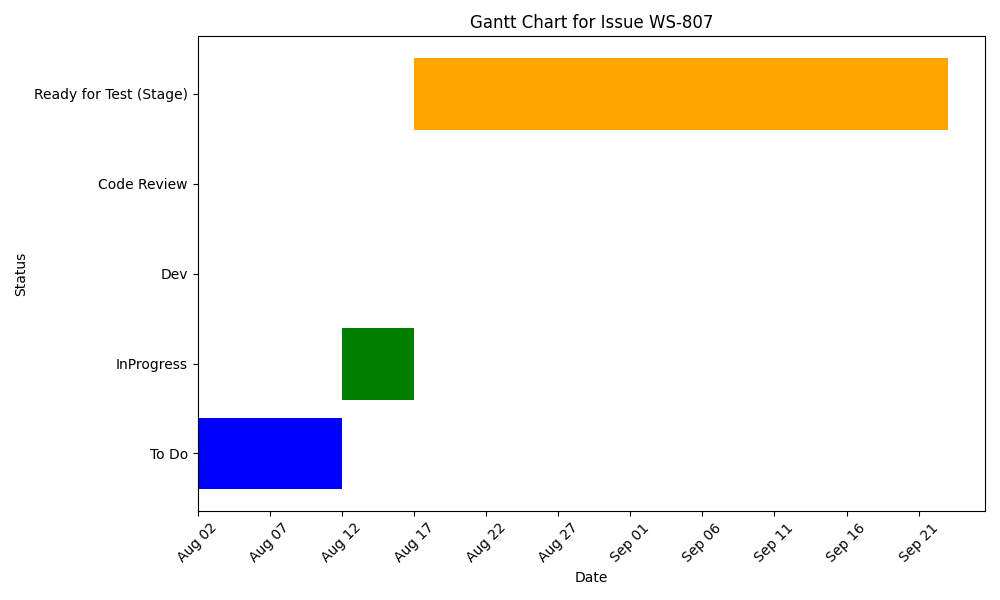 Gantt Chart for Issue WS-807
Ready for Test (Stage)
Code Review
Dev
InProgress
To Do
Status
Aug 02
Aug 07
Aug 12
Aug 17
Aug 22
Aug 27
Sep 01
Sep 06
Sep 11
Sep 16
Sep 21
Date